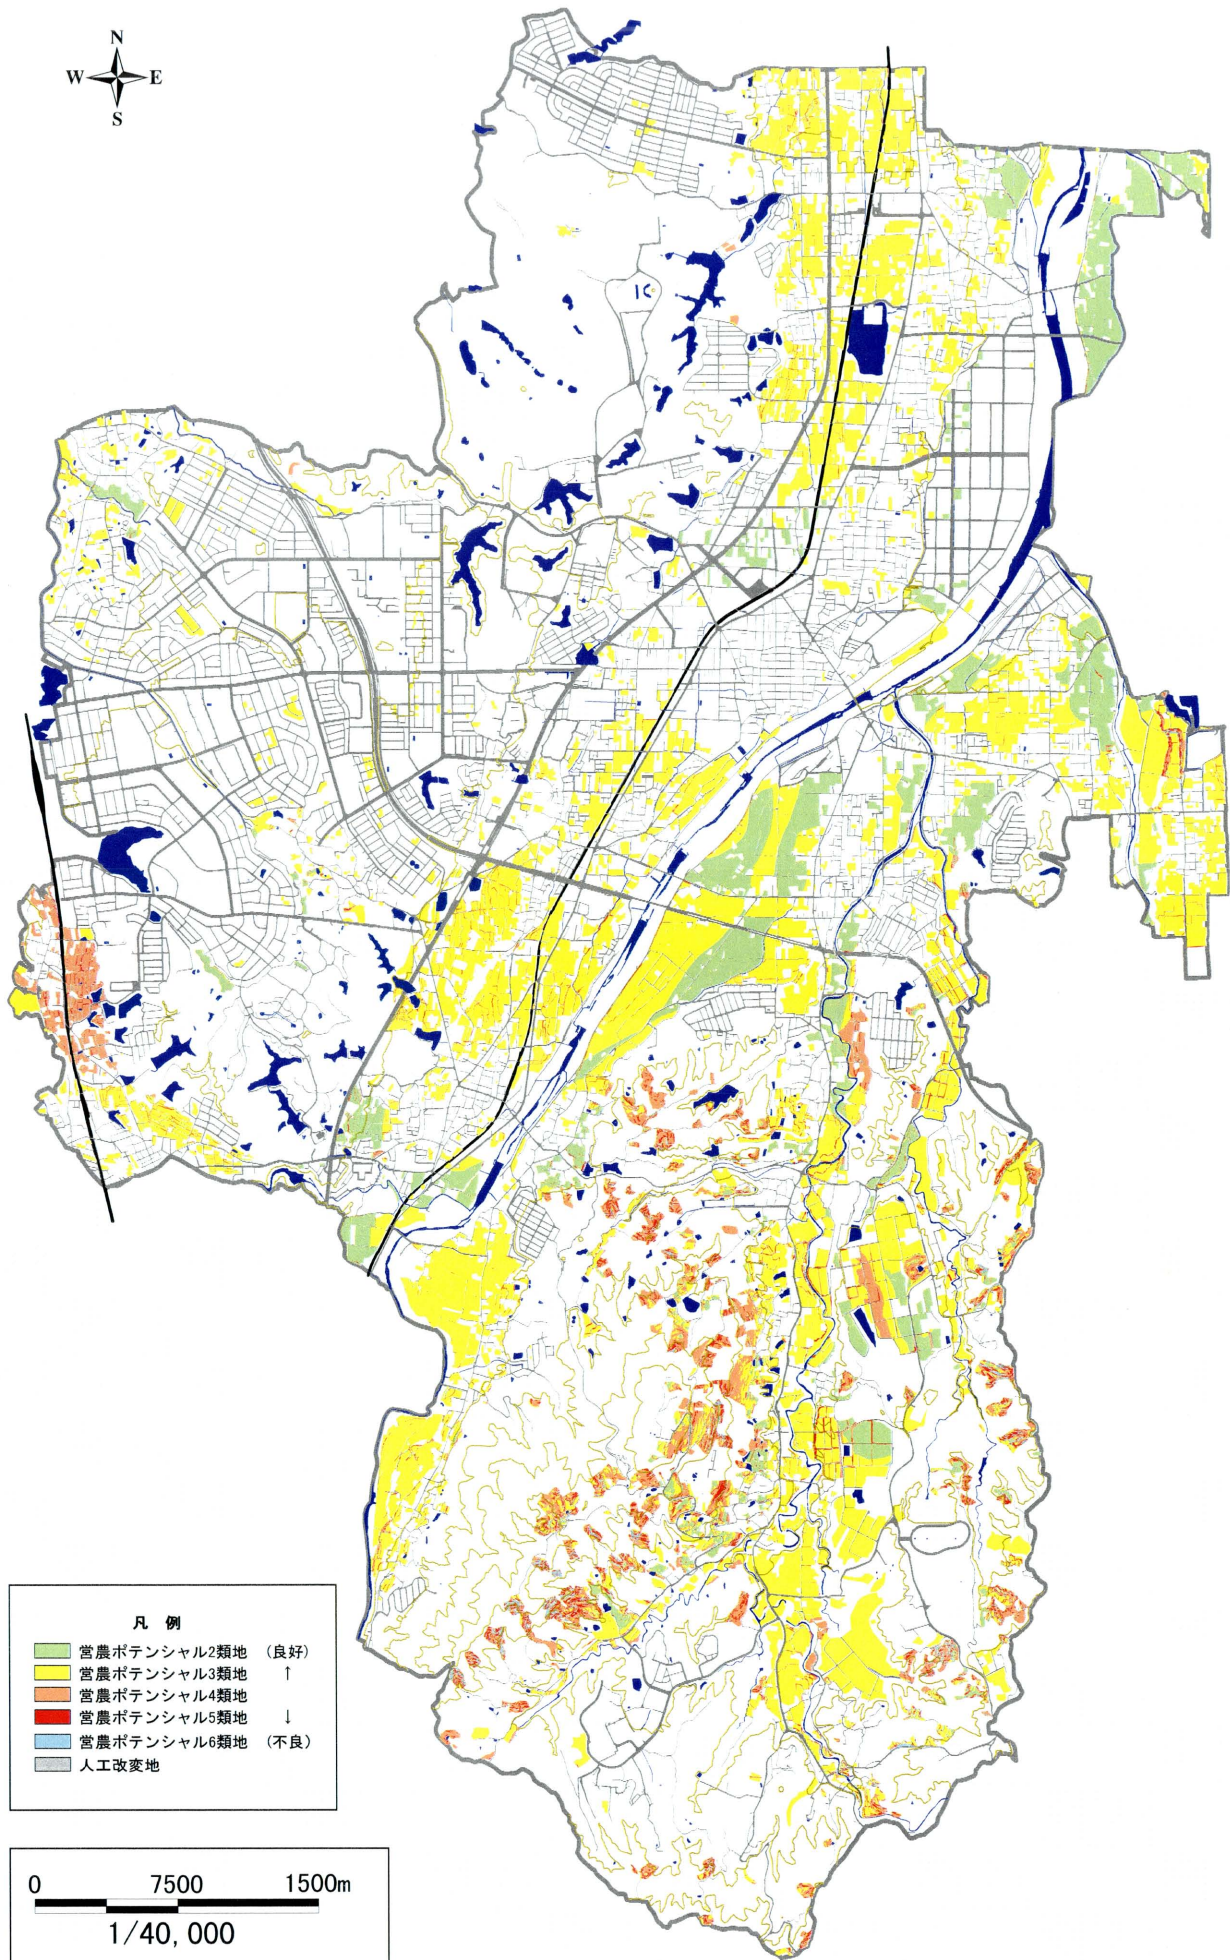 N
W E
S
凡 例
営農ポテンシャル2類地 (良好)
営農ポテンシャル3類地 ↑
営農ポテンシャル4類地
営農ポテンシャル5類地 ↓
営農ポテンシャル6類地 (不良)
人工改変地
0 7500 1500m
1/40,000